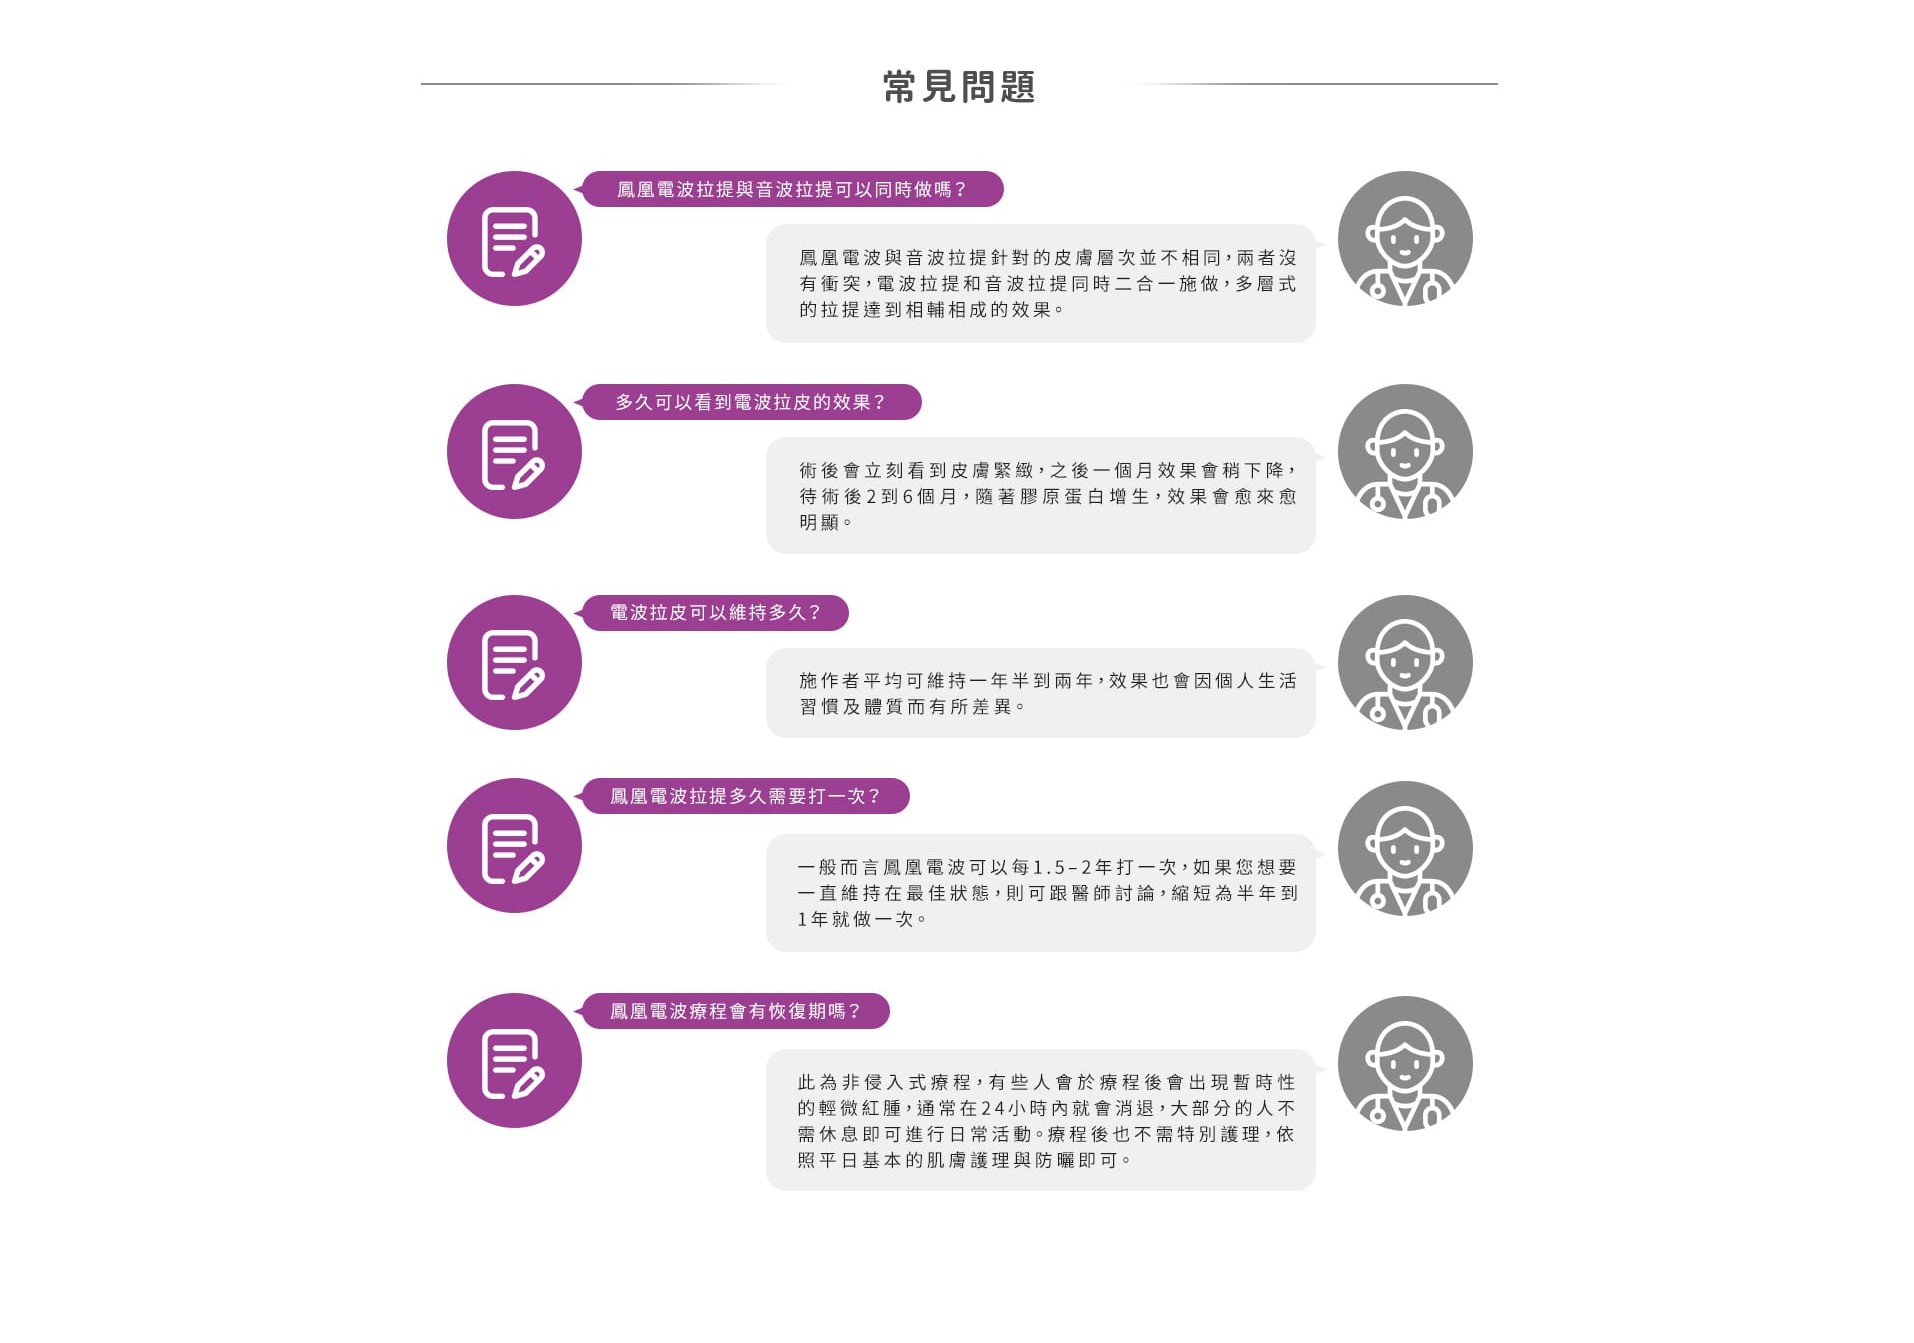 常見問題
鳳凰電波拉提與音波拉提可以同時做嗎？
鳳凰電波與音波拉提針對的皮膚層次並不相同，兩者沒
有衝突，電波拉提和音波拉提同時二合一施做，多層式
的拉提達到相輔相成的效果。
多久可以看到電波拉皮的效果？
術後會立刻看到皮膚緊緻，之後一個月效果會稍下降，
待術後2到6個月，隨著膠原蛋白增生，效果會愈來愈
明顯。
電波拉皮可以維持多久？
施作者平均可維持一年半到兩年，效果也會因個人生活
習慣及體質而有所差異。
鳳凰電波拉提多久需要打一次？
一般而言鳳凰電波可以每1.5–2年打一次，如果您想要
一直維持在最佳狀態，則可跟醫師討論，縮短為半年到
1年就做一次。
鳳凰電波療程會有恢復期嗎？
此為非侵入式療程，有些人會於療程後會出現暫時性
的輕微紅腫，通常在24小時內就會消退，大部分的人不
需休息即可進行日常活動。療程後也不需特別護理，依
照平日基本的肌膚護理與防曬即可。